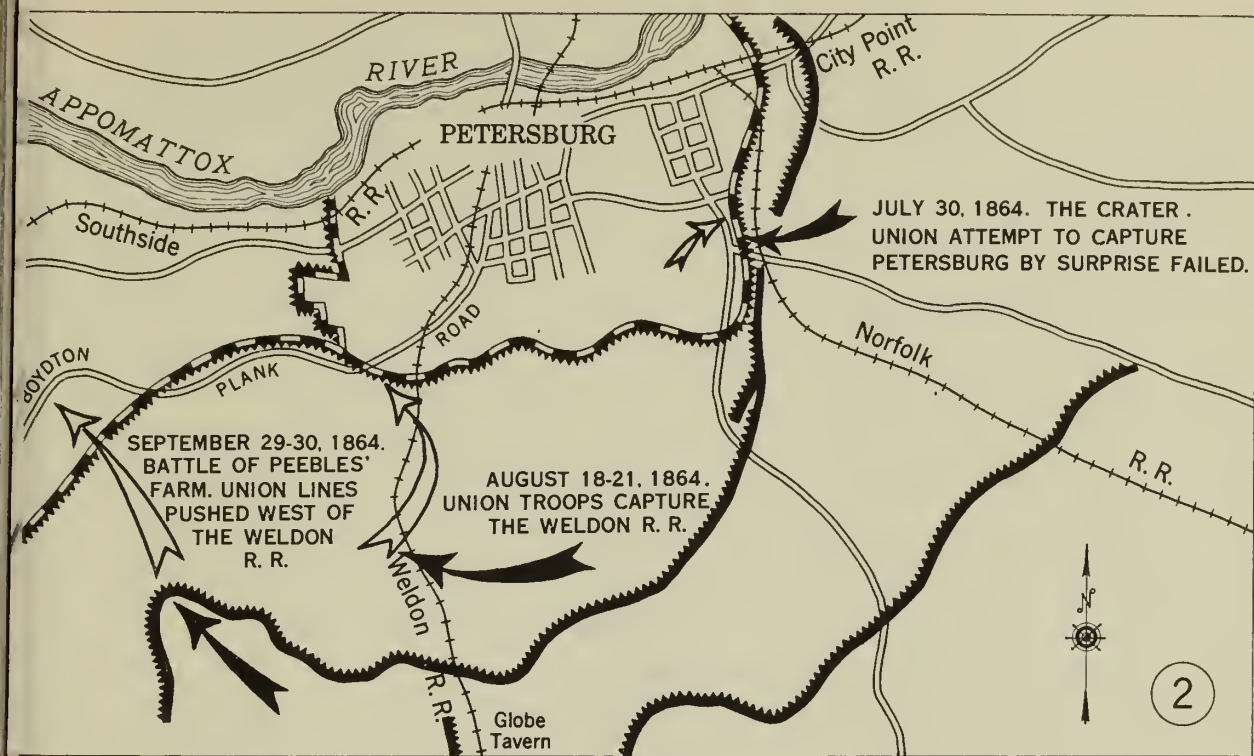 RIVER
APPOMATTOX
City Point
R. R.
PETERSBURG
R. R.
Southside
JULY 30, 1864. THE CRATER.
UNION ATTEMPT TO CAPTURE
PETERSBURG BY SURPRISE FAILED.
ROAD
PLANK
BOYDTON
Norfolk
R. R.
SEPTEMBER 29-30, 1864.
BATTLE OF PEEBLES'
FARM. UNION LINES
PUSHED WEST OF
THE WELDON
R. R.
AUGUST 18-21, 1864.
UNION TROOPS CAPTURE
THE WELDON R. R.
Weldon
R. R.
Globe
Tavern
N
2